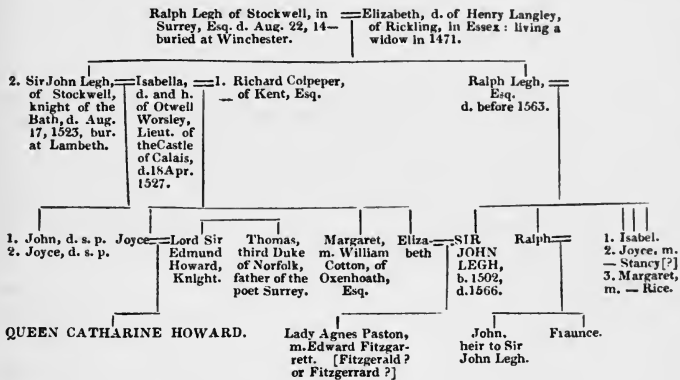 Ralph Legh of Stockwell, in
Surrey, Esq. d. Aug. 22, 14—
buried at Winchester.
Elizabeth, d. of Henry Langley,
of Rickling, in Essex: living a
widow in 1471.
2. Sir John Legh,
of Stockwell,
knight of the
Bath, d. Aug.
17, 1523, bur.
at Lambeth.
Isabella,
d. and h.
of Otwell
Worsley,
Lieut. of
theCastle
of Calais,
d.18Apr.
1527.
1. Richard Colpeper,
— of Kent, Esq.
Ralph Legh,
Esq.
d. before 1563.
1. John, d. s. p.
2. Joyce, d. s. p.
Joyce
Lord Sir
Edmund
Howard,
Knight.
Thomas,
third Duke
of Norfolk,
father of the
poet Surrey.
Margaret,
m. William
Cotton, of
Oxenhoath,
Esq.
Eliza-
beth
SIR
JOHN
LEGH,
b. 1502,
d.1566.
Ralph
1. Isabel.
2. Joyce, m.
— Stancy[?]
3. Margaret,
m. — Rice.
QUEEN CATHARINE HOWARD.
Lady Agnes Paston,
m.Edward Fitzgar-
rett. [Fitzgerald?
or Fitzgerrard?]
John,
heir to Sir
John Legh.
Fraunce.